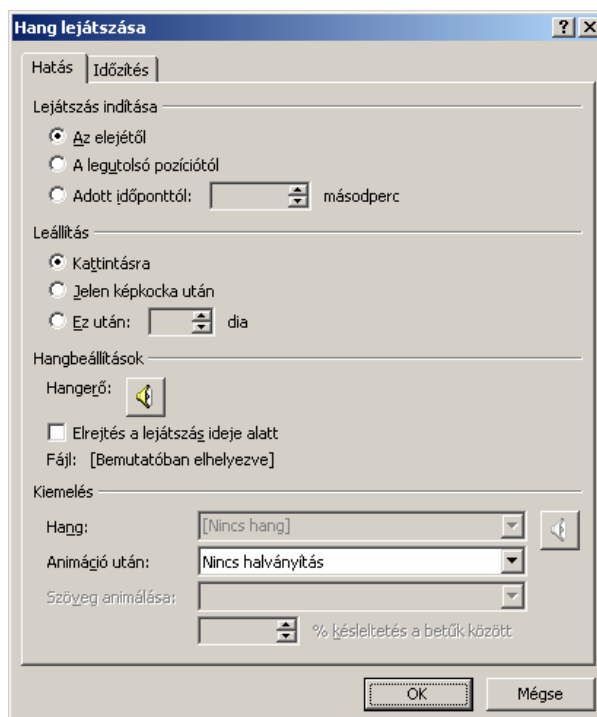 Hang lejátszása
Hatás Időzítés
Lejátszás indítása
Az elejétől
A legutolsó pozíciótól
Adott időponttól: másodperc
Leállítás
Kattintásra
Jelen képkocka után
Ez után: dia
Hangbeállítások
Hangerő:
Elrejtés a lejátszás ideje alatt
Fájl: [Bemutatóban elhelyezve]
Kiemelés
Hang: [Nincs hang]
Animáció után: Nincs halványítás
Szöveg animálása:
% késleltetés a betűk között
OK Mégse